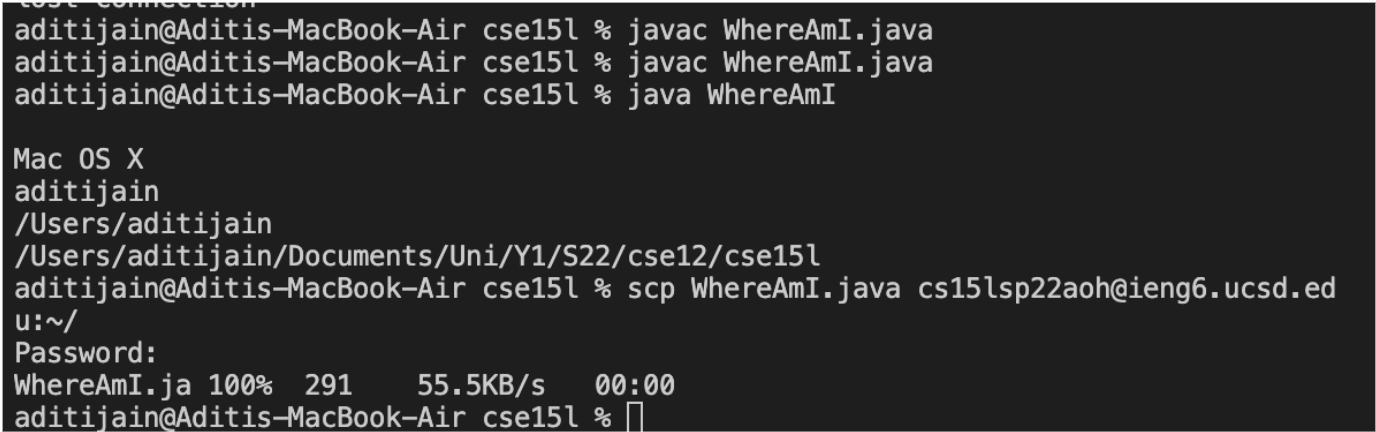 lost connection
aditijain@Aditis-MacBook-Air cse15l % javac WhereAmI.java
aditijain@Aditis-MacBook-Air cse15l % javac WhereAmI.java
aditijain@Aditis-MacBook-Air cse15l % java WhereAmI
Mac OS X
aditijain
/Users/aditijain
/Users/aditijain/Documents/Uni/Y1/S22/cse12/cse15l
aditijain@Aditis-MacBook-Air cse15l % scp WhereAmI.java cs15lsp22aoh@ieng6.ucsd.ed
u:~/
Password:
WhereAmI.ja 100%  291    55.5KB/s   00:00
aditijain@Aditis-MacBook-Air cse15l %